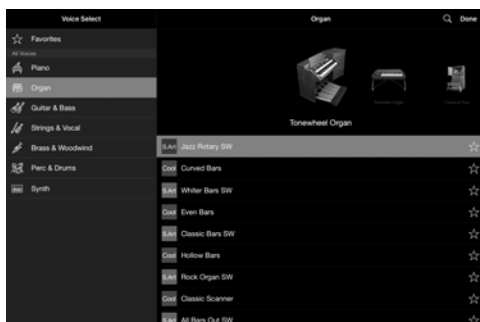 Voice Select
Organ
Done
Favorites
All Voices
Piano
Organ
Guitar & Bass
Strings & Vocal
Brass & Woodwind
Perc & Drums
Synth
Tonewheel Organ
S.Art Jazz Rotary SW
Cool Curved Bars
S.Art Whiter Bars SW
Cool Even Bars
S.Art Classic Bars SW
Cool Hollow Bars
S.Art Rock Organ SW
Cool Classic Scanner
S.Art All Bars Out SW